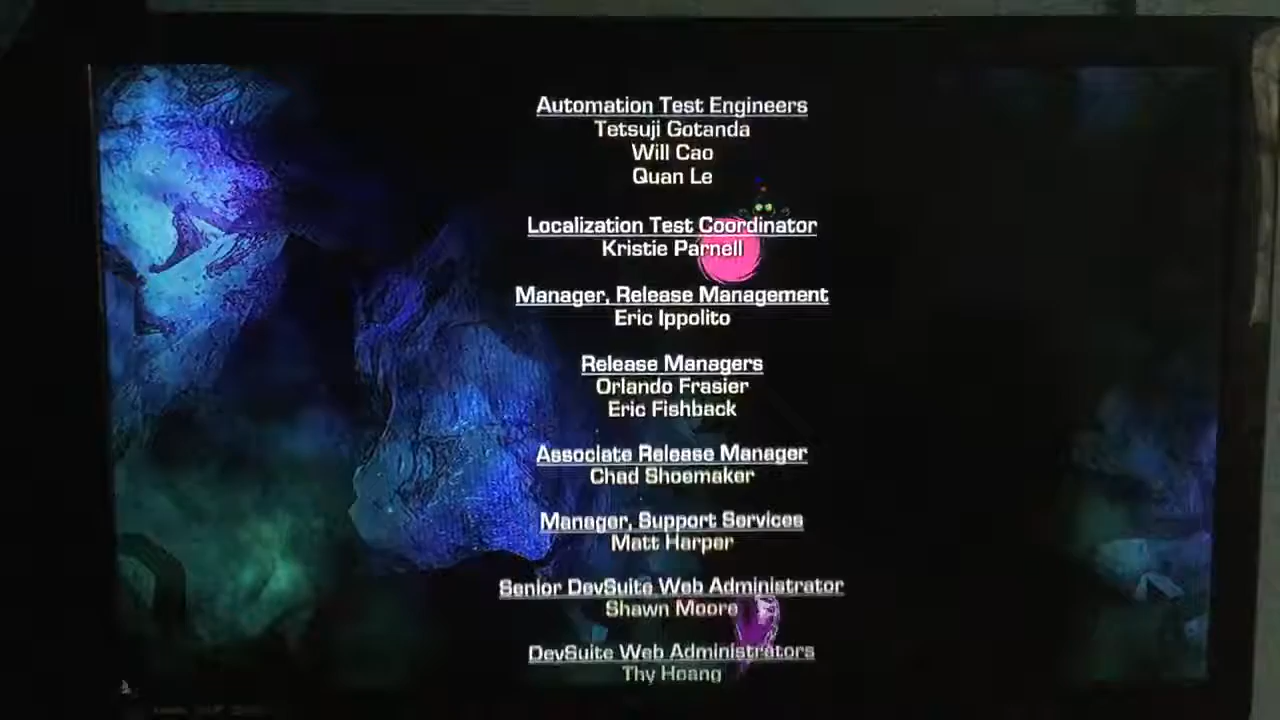 Automation Test Engineers
Tetsuji Gotanda
Will Cao
Quan Le
Localization Test Coordinator
Kristie Parnell
Manager, Release Management
Eric Ippolito
Release Managers
Orlando Frasier
Eric Fishback
Associate Release Manager
Chad Shoemaker
Manager, Support Services
Matt Harper
Senior DevSuite Web Administrator
Shawn Moore
DevSuite Web Administrators
Thy Hoang